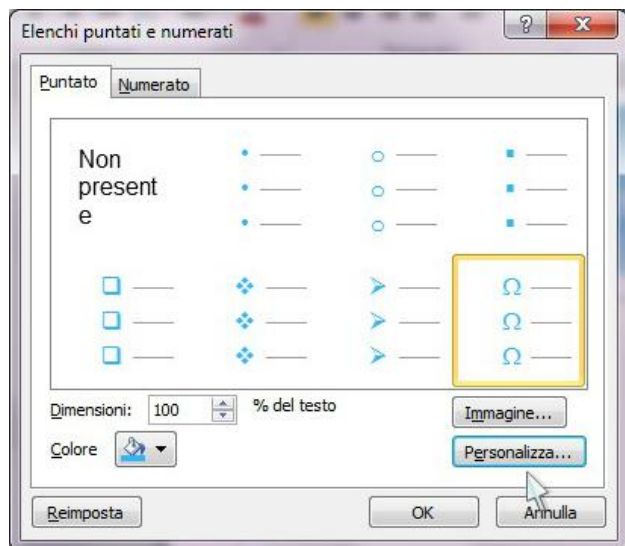 Elenchi puntati e numerati
Puntato
Numerato
Non
present
e
Ω
Ω
Ω
Dimensioni: 100 % del testo
Immagine...
Colore
Personalizza...
Reimposta
OK
Annulla